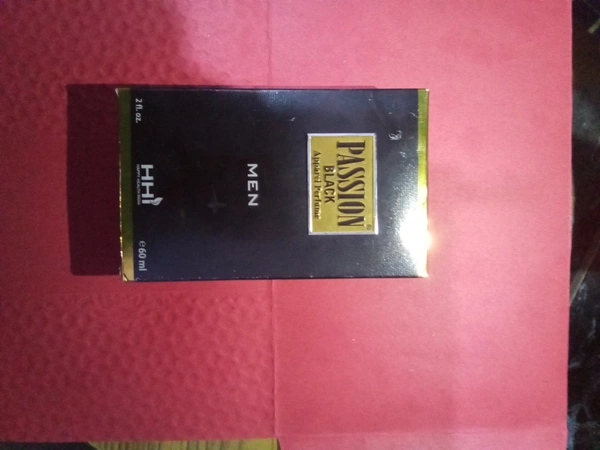 PASSION®
BLACK
Apparel Perfume
MEN
HHI
2 fl. oz.
℮60 ml